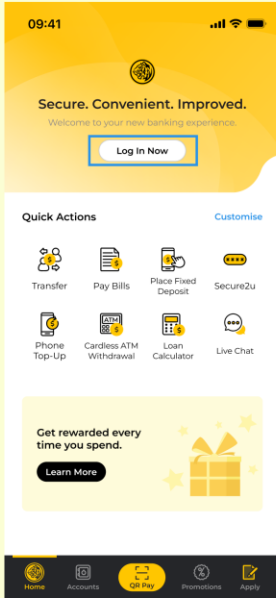 09:41
Secure. Convenient. Improved.
Welcome to your new banking experience.
Log In Now
Quick Actions
Customise
Transfer
Pay Bills
Place Fixed
Deposit
Secure2u
Phone
Top-Up
ATM
Cardless ATM
Withdrawal
Loan
Calculator
Live Chat
Get rewarded every
time you spend.
Learn More
Home
Accounts
QR Pay
Promotions
Apply